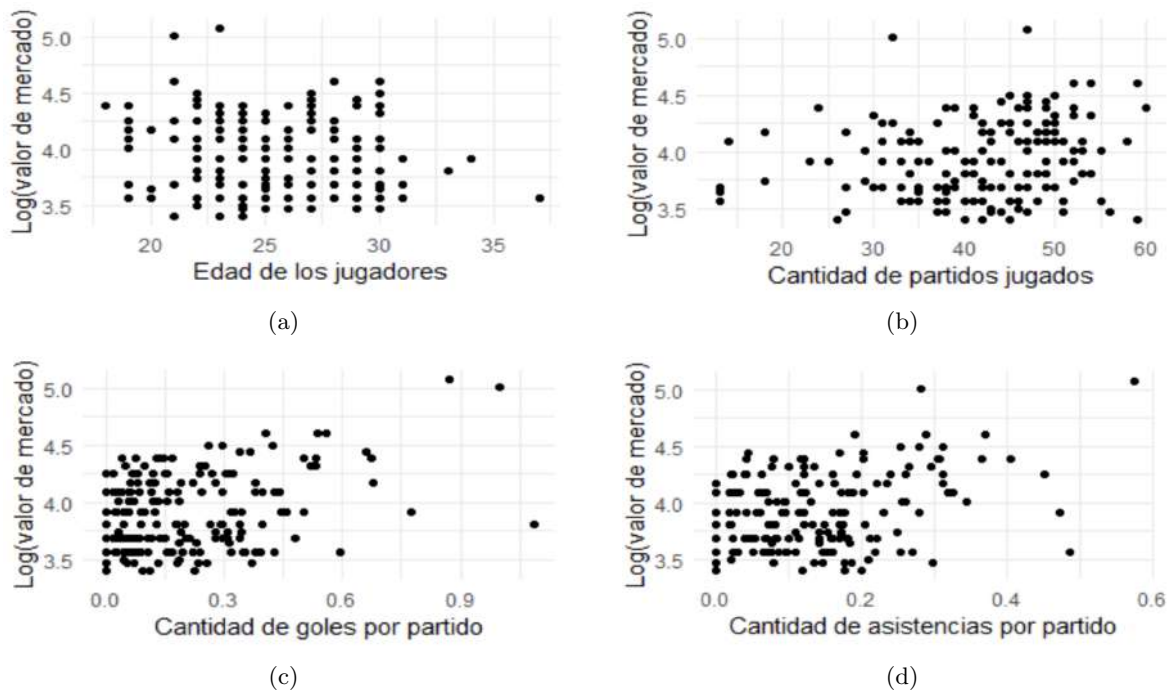 Log(valor de mercado)
5.0
4.5
4.0
3.5
20 25 30 35
Edad de los jugadores
(a)
Log(valor de mercado)
5.0
4.5
4.0
3.5
20 30 40 50 60
Cantidad de partidos jugados
(b)
Log(valor de mercado)
5.0
4.5
4.0
3.5
0.0 0.3 0.6 0.9
Cantidad de goles por partido
(c)
Log(valor de mercado)
5.0
4.5
4.0
3.5
0.0 0.2 0.4 0.6
Cantidad de asistencias por partido
(d)